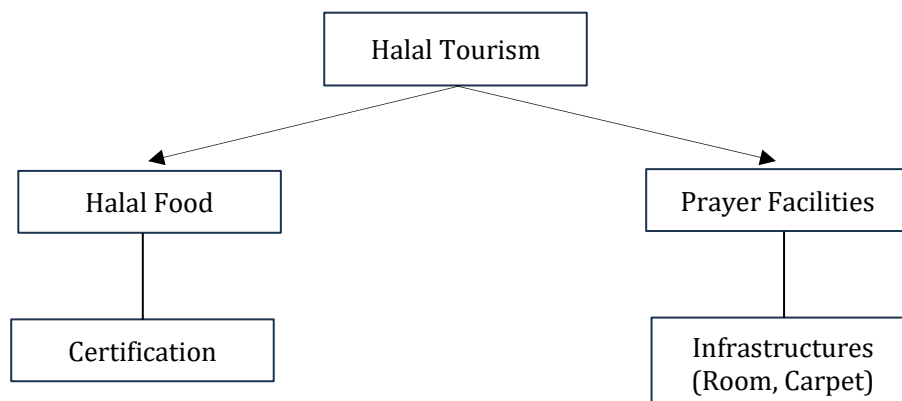 Halal Tourism
Halal Food
Prayer Facilities
Certification
Infrastructures
(Room, Carpet)